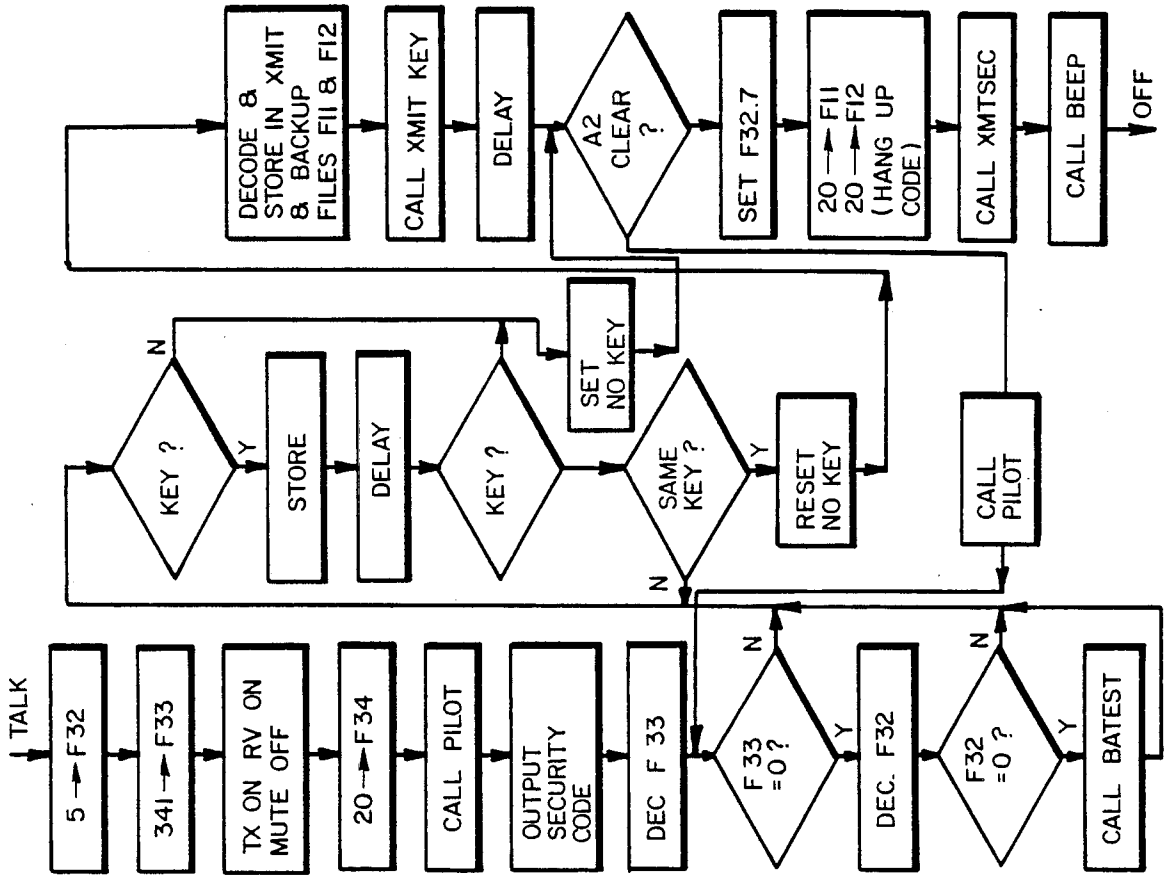 TALK
5 → F32
341 → F33
TX ON RV ON
MUTE OFF
20 → F34
CALL PILOT
OUTPUT
SECURITY
CODE
DEC F 33
F 33
=0 ?
N
Y
DEC. F32
F32
=0 ?
N
Y
CALL BATEST
KEY ?
N
Y
STORE
DELAY
KEY ?
SET
NO KEY
SAME
KEY ?
N
Y
RESET
NO KEY
CALL
PILOT
DECODE &
STORE IN XMIT
& BACKUP
FILES F11 & F12
CALL XMIT KEY
DELAY
A2
CLEAR
?
SET F32.7
20 → F11
20 → F12
(HANG UP
CODE)
CALL XMTSEC
CALL BEEP
OFF